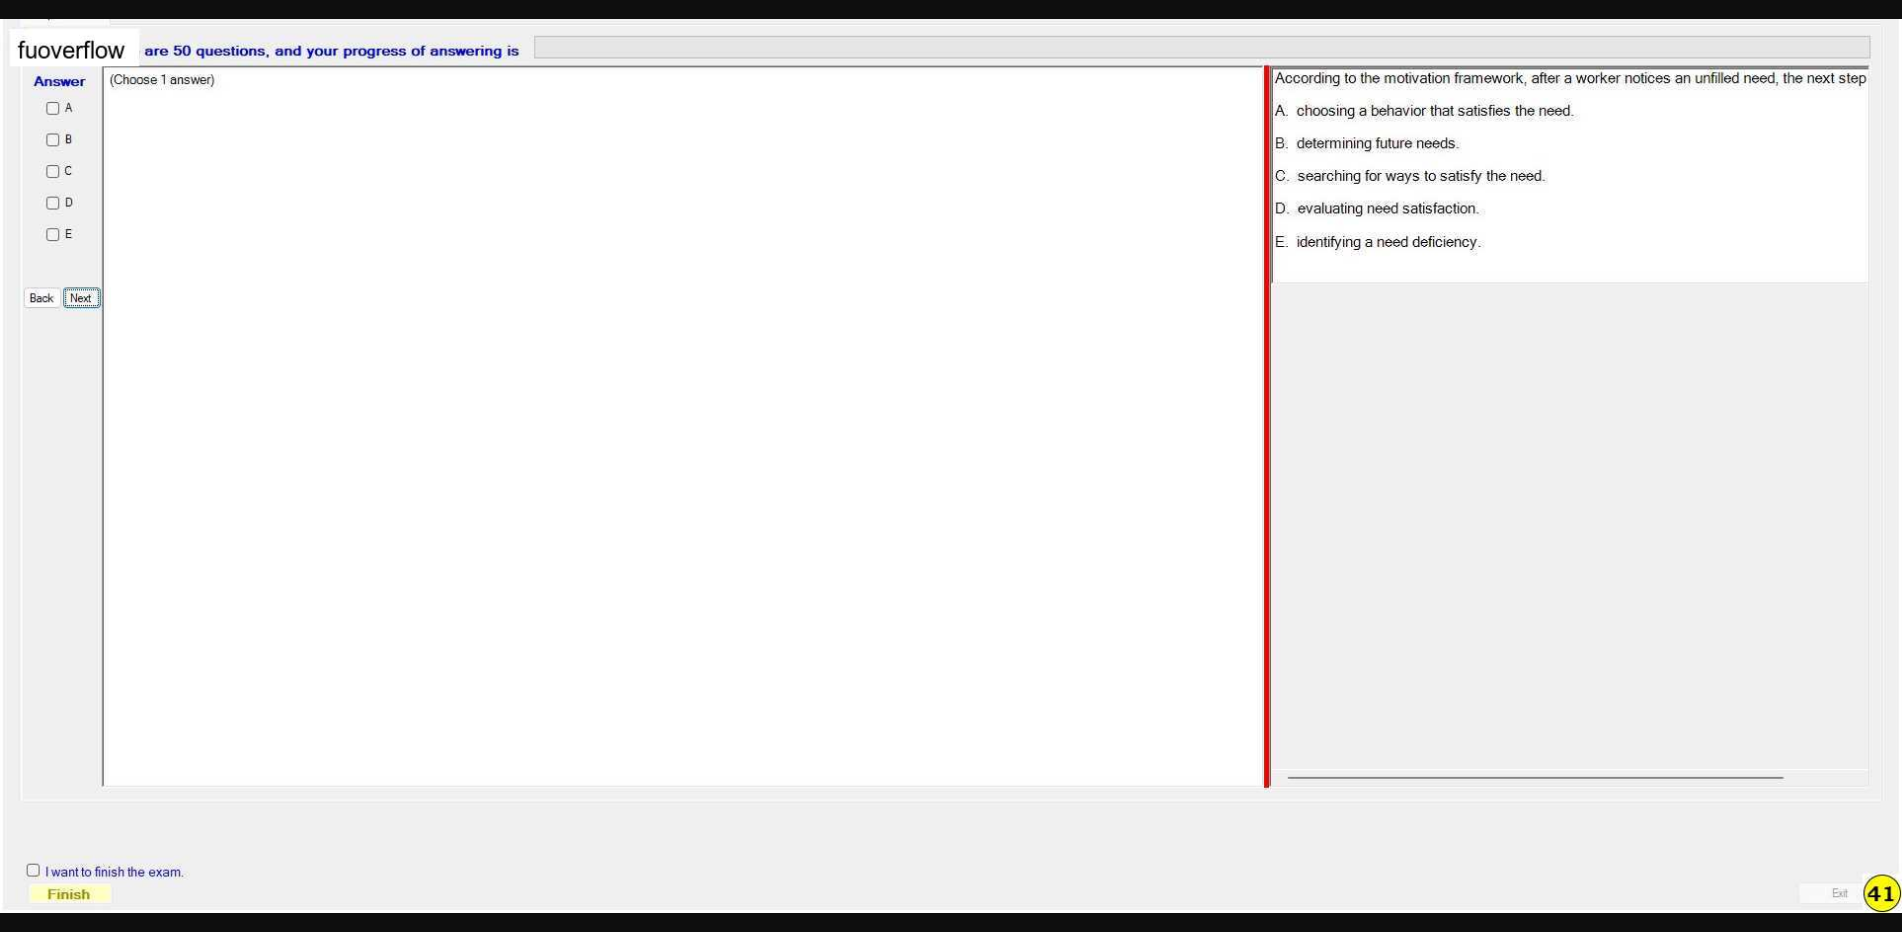 fuoverflow are 50 questions, and your progress of answering is
Answer
(Choose 1 answer)
A
B
C
D
E
Back Next
According to the motivation framework, after a worker notices an unfilled need, the next step
A. choosing a behavior that satisfies the need.
B. determining future needs.
C. searching for ways to satisfy the need.
D. evaluating need satisfaction.
E. identifying a need deficiency.
I want to finish the exam.
Finish
Exit
41